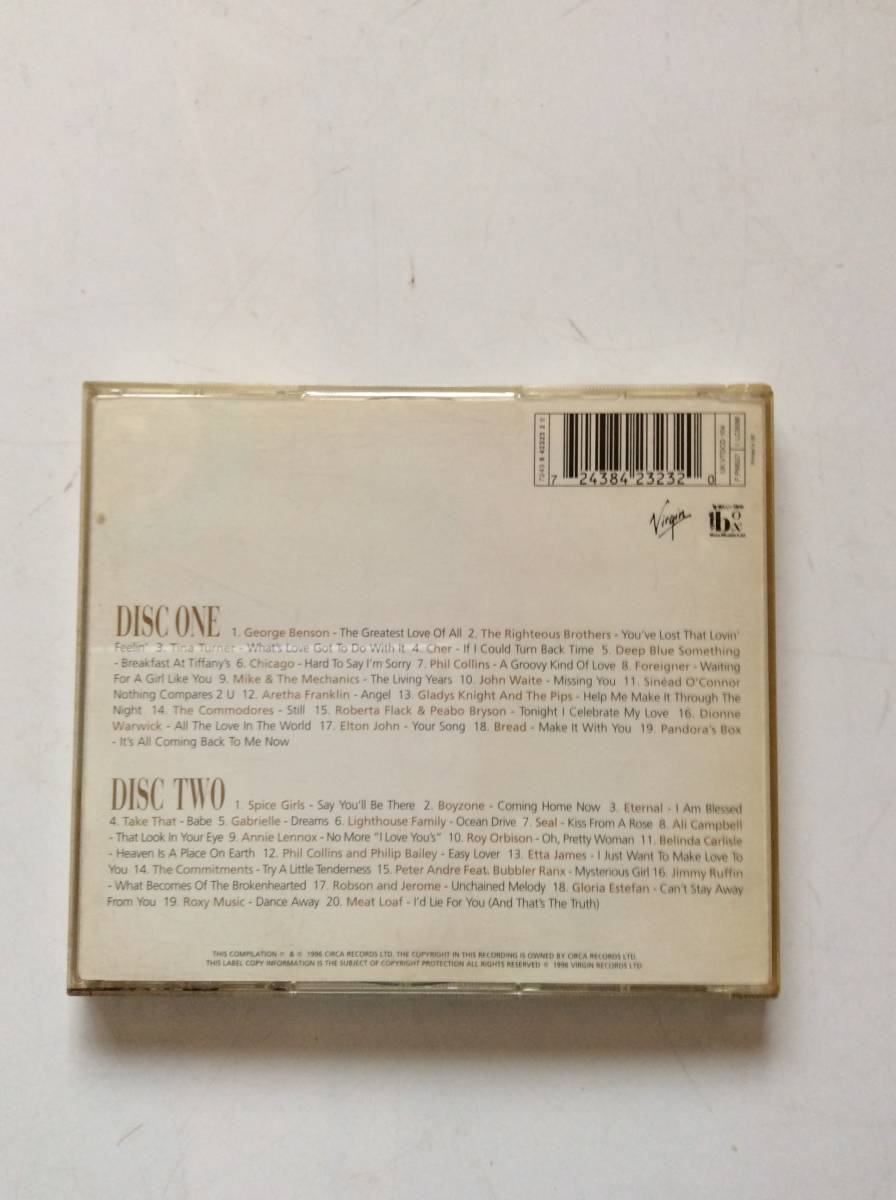 7243 8 42323 2 0
7 24384 23232 0
Virgin
DISC ONE 1. George Benson - The Greatest Love Of All 2. The Righteous Brothers - You've Lost That Lovin'
Feelin' 3. Tina Turner - What's Love Got To Do With It 4. Cher - If I Could Turn Back Time 5. Deep Blue Something
- Breakfast At Tiffany's 6. Chicago - Hard To Say I'm Sorry 7. Phil Collins - A Groovy Kind Of Love 8. Foreigner - Waiting
For A Girl Like You 9. Mike & The Mechanics - The Living Years 10. John Waite - Missing You 11. Sinéad O'Connor
Nothing Compares 2 U 12. Aretha Franklin - Angel 13. Gladys Knight And The Pips - Help Me Make It Through The
Night 14. The Commodores - Still 15. Roberta Flack & Peabo Bryson - Tonight I Celebrate My Love 16. Dionne
Warwick - All The Love In The World 17. Elton John - Your Song 18. Bread - Make It With You 19. Pandora's Box
- It's All Coming Back To Me Now
DISC TWO 1. Spice Girls - Say You'll Be There 2. Boyzone - Coming Home Now 3. Eternal - I Am Blessed
4. Take That - Babe 5. Gabrielle - Dreams 6. Lighthouse Family - Ocean Drive 7. Seal - Kiss From A Rose 8. Ali Campbell
- That Look In Your Eye 9. Annie Lennox - No More "I Love You's" 10. Roy Orbison - Oh, Pretty Woman 11. Belinda Carlisle
- Heaven Is A Place On Earth 12. Phil Collins and Philip Bailey - Easy Lover 13. Etta James - I Just Want To Make Love To
You 14. The Commitments - Try A Little Tenderness 15. Peter Andre Feat. Bubbler Ranx - Mysterious Girl 16. Jimmy Ruffin
- What Becomes Of The Brokenhearted 17. Robson and Jerome - Unchained Melody 18. Gloria Estefan - Can't Stay Away
From You 19. Roxy Music - Dance Away 20. Meat Loaf - I'd Lie For You (And That's The Truth)
THIS COMPILATION ℗ & © 1996 CIRCA RECORDS LTD. THE COPYRIGHT IN THIS RECORDING IS OWNED BY CIRCA RECORDS LTD.
THIS LABEL COPY INFORMATION IS THE SUBJECT OF COPYRIGHT PROTECTION ALL RIGHTS RESERVED © 1996 VIRGIN RECORDS LTD.